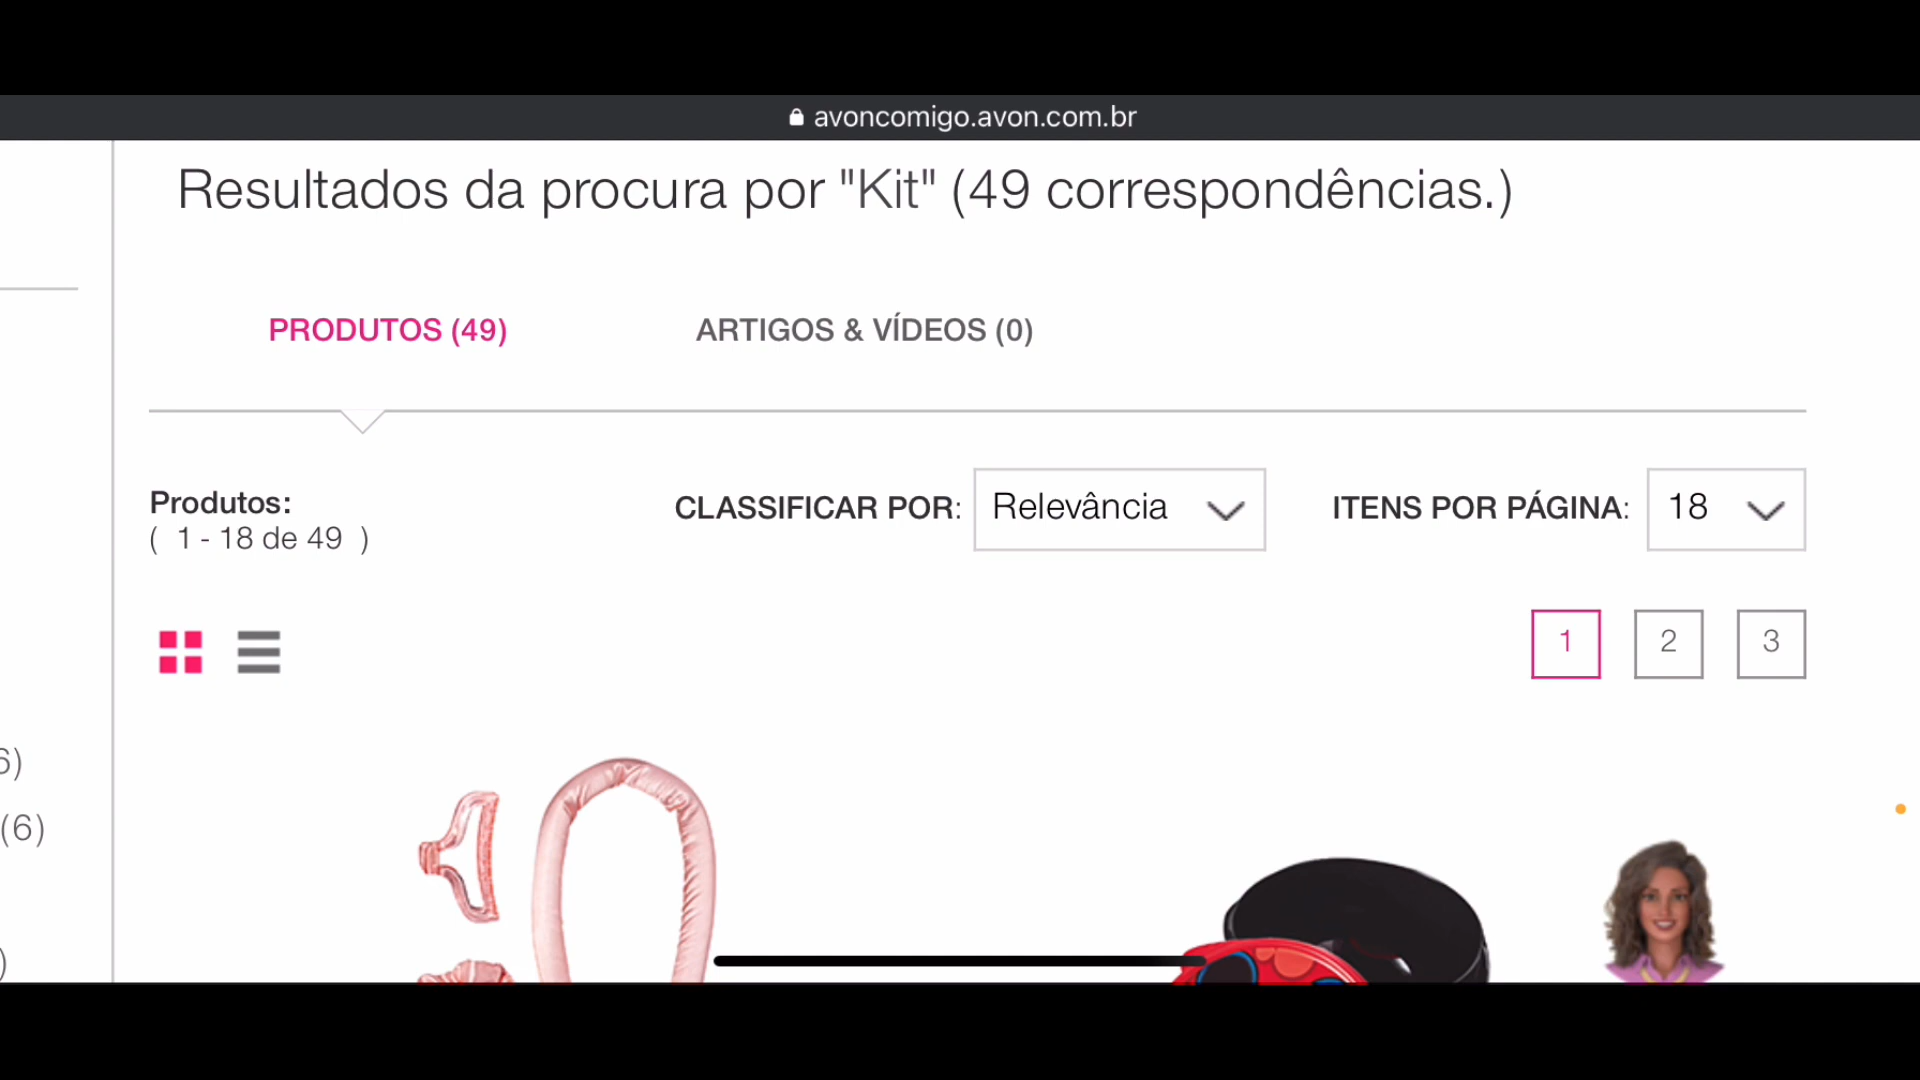 avoncomigo.avon.com.br
Resultados da procura por "Kit" (49 correspondências.)
PRODUTOS (49)
ARTIGOS & VÍDEOS (0)
Produtos:
( 1 - 18 de 49 )
CLASSIFICAR POR: Relevância
ITENS POR PÁGINA: 18
1 2 3
(6)